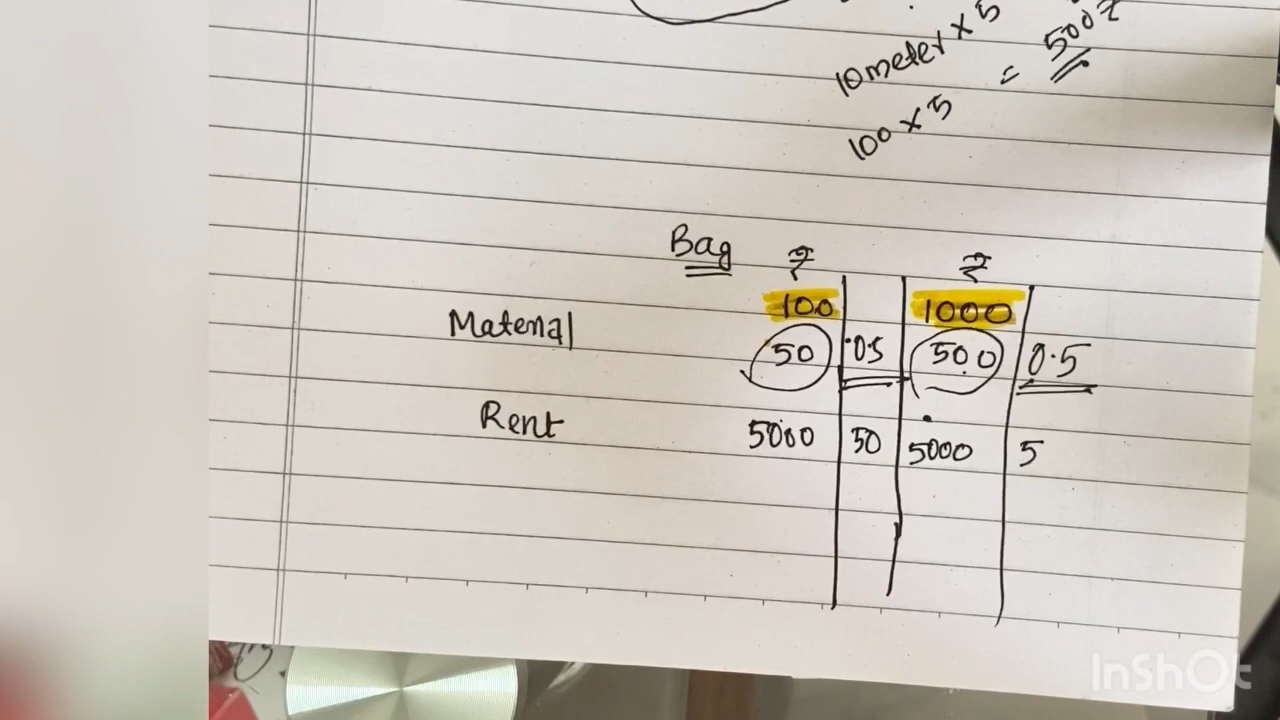 10 meter x 5
100 x 5 = 500₹
Bag ₹ ₹
100 1000
Material 50 0.5 500 0.5
Rent 5000 50 5000 5
InShOt